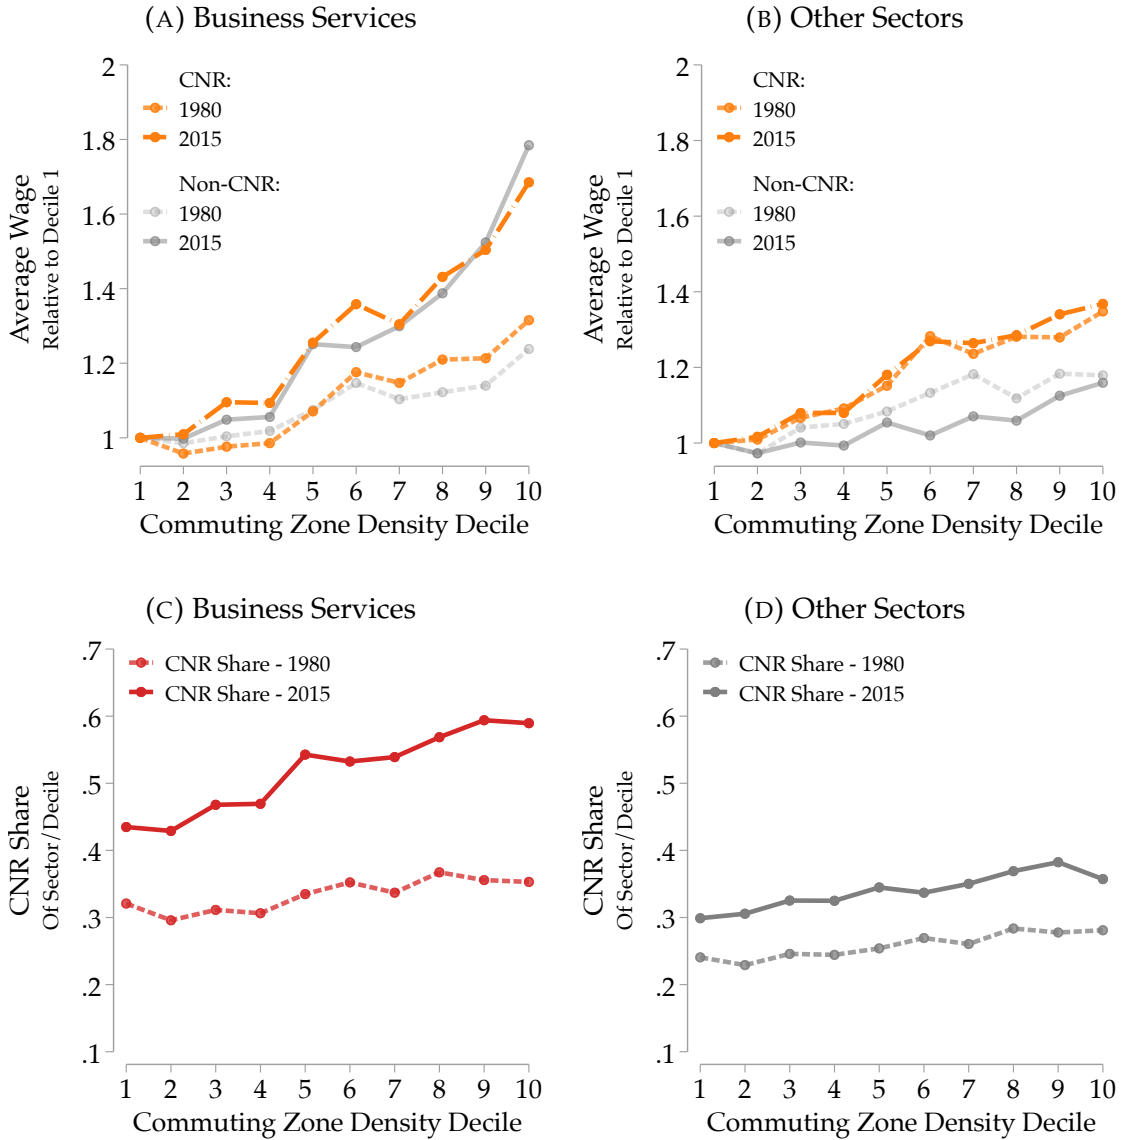 (A) Business Services
Average Wage
Relative to Decile 1
2
1.8
1.6
1.4
1.2
1
CNR:
1980
2015
Non-CNR:
1980
2015
1 2 3 4 5 6 7 8 9 10
Commuting Zone Density Decile
(B) Other Sectors
Average Wage
Relative to Decile 1
2
1.8
1.6
1.4
1.2
1
CNR:
1980
2015
Non-CNR:
1980
2015
1 2 3 4 5 6 7 8 9 10
Commuting Zone Density Decile
(C) Business Services
CNR Share
Of Sector/Decile
.7
.6
.5
.4
.3
.2
.1
CNR Share - 1980
CNR Share - 2015
1 2 3 4 5 6 7 8 9 10
Commuting Zone Density Decile
(D) Other Sectors
CNR Share
Of Sector/Decile
.7
.6
.5
.4
.3
.2
.1
CNR Share - 1980
CNR Share - 2015
1 2 3 4 5 6 7 8 9 10
Commuting Zone Density Decile